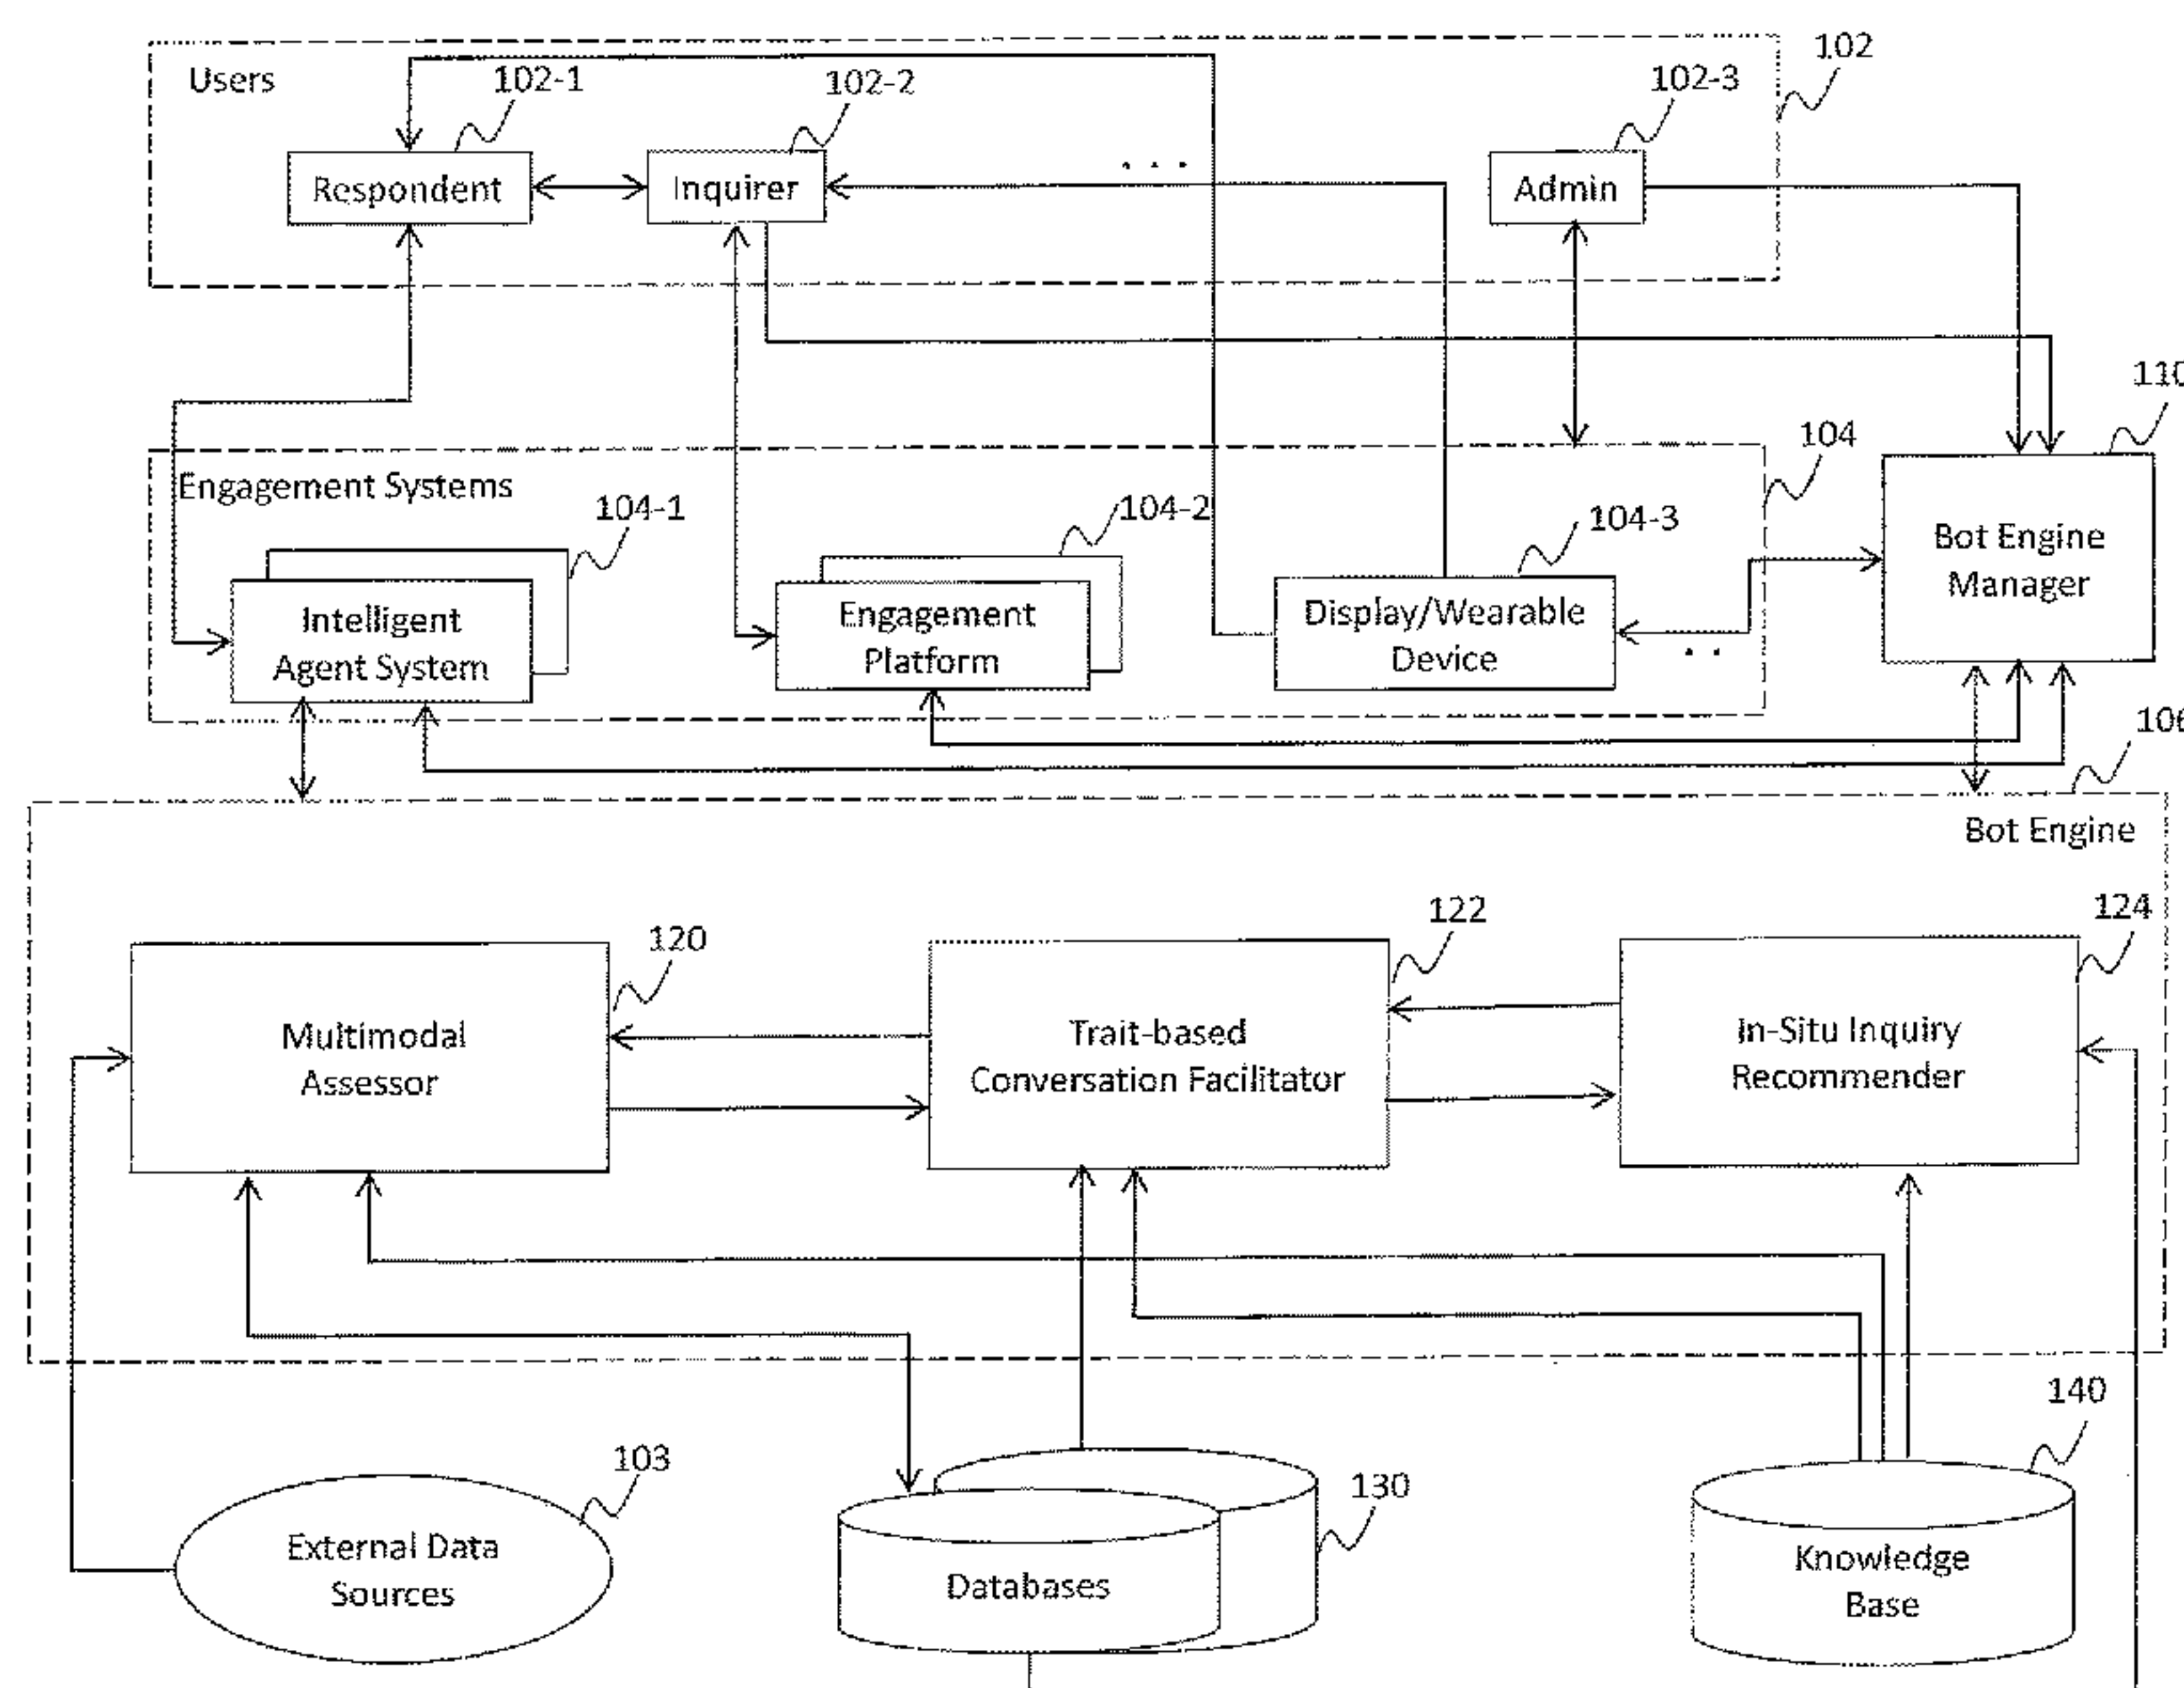 Users
102-1
102-2
102-3
102
Respondent
Inquirer
. . .
Admin
110
Engagement Systems
104-1
104-2
104-3
104
Intelligent
Agent System
Engagement
Platform
Display/Wearable
Device
. .
Bot Engine
Manager
106
Bot Engine
120
122
124
Multimodal
Assessor
Trait-based
Conversation Facilitator
In-Situ Inquiry
Recommender
103
130
140
External Data
Sources
Databases
Knowledge
Base